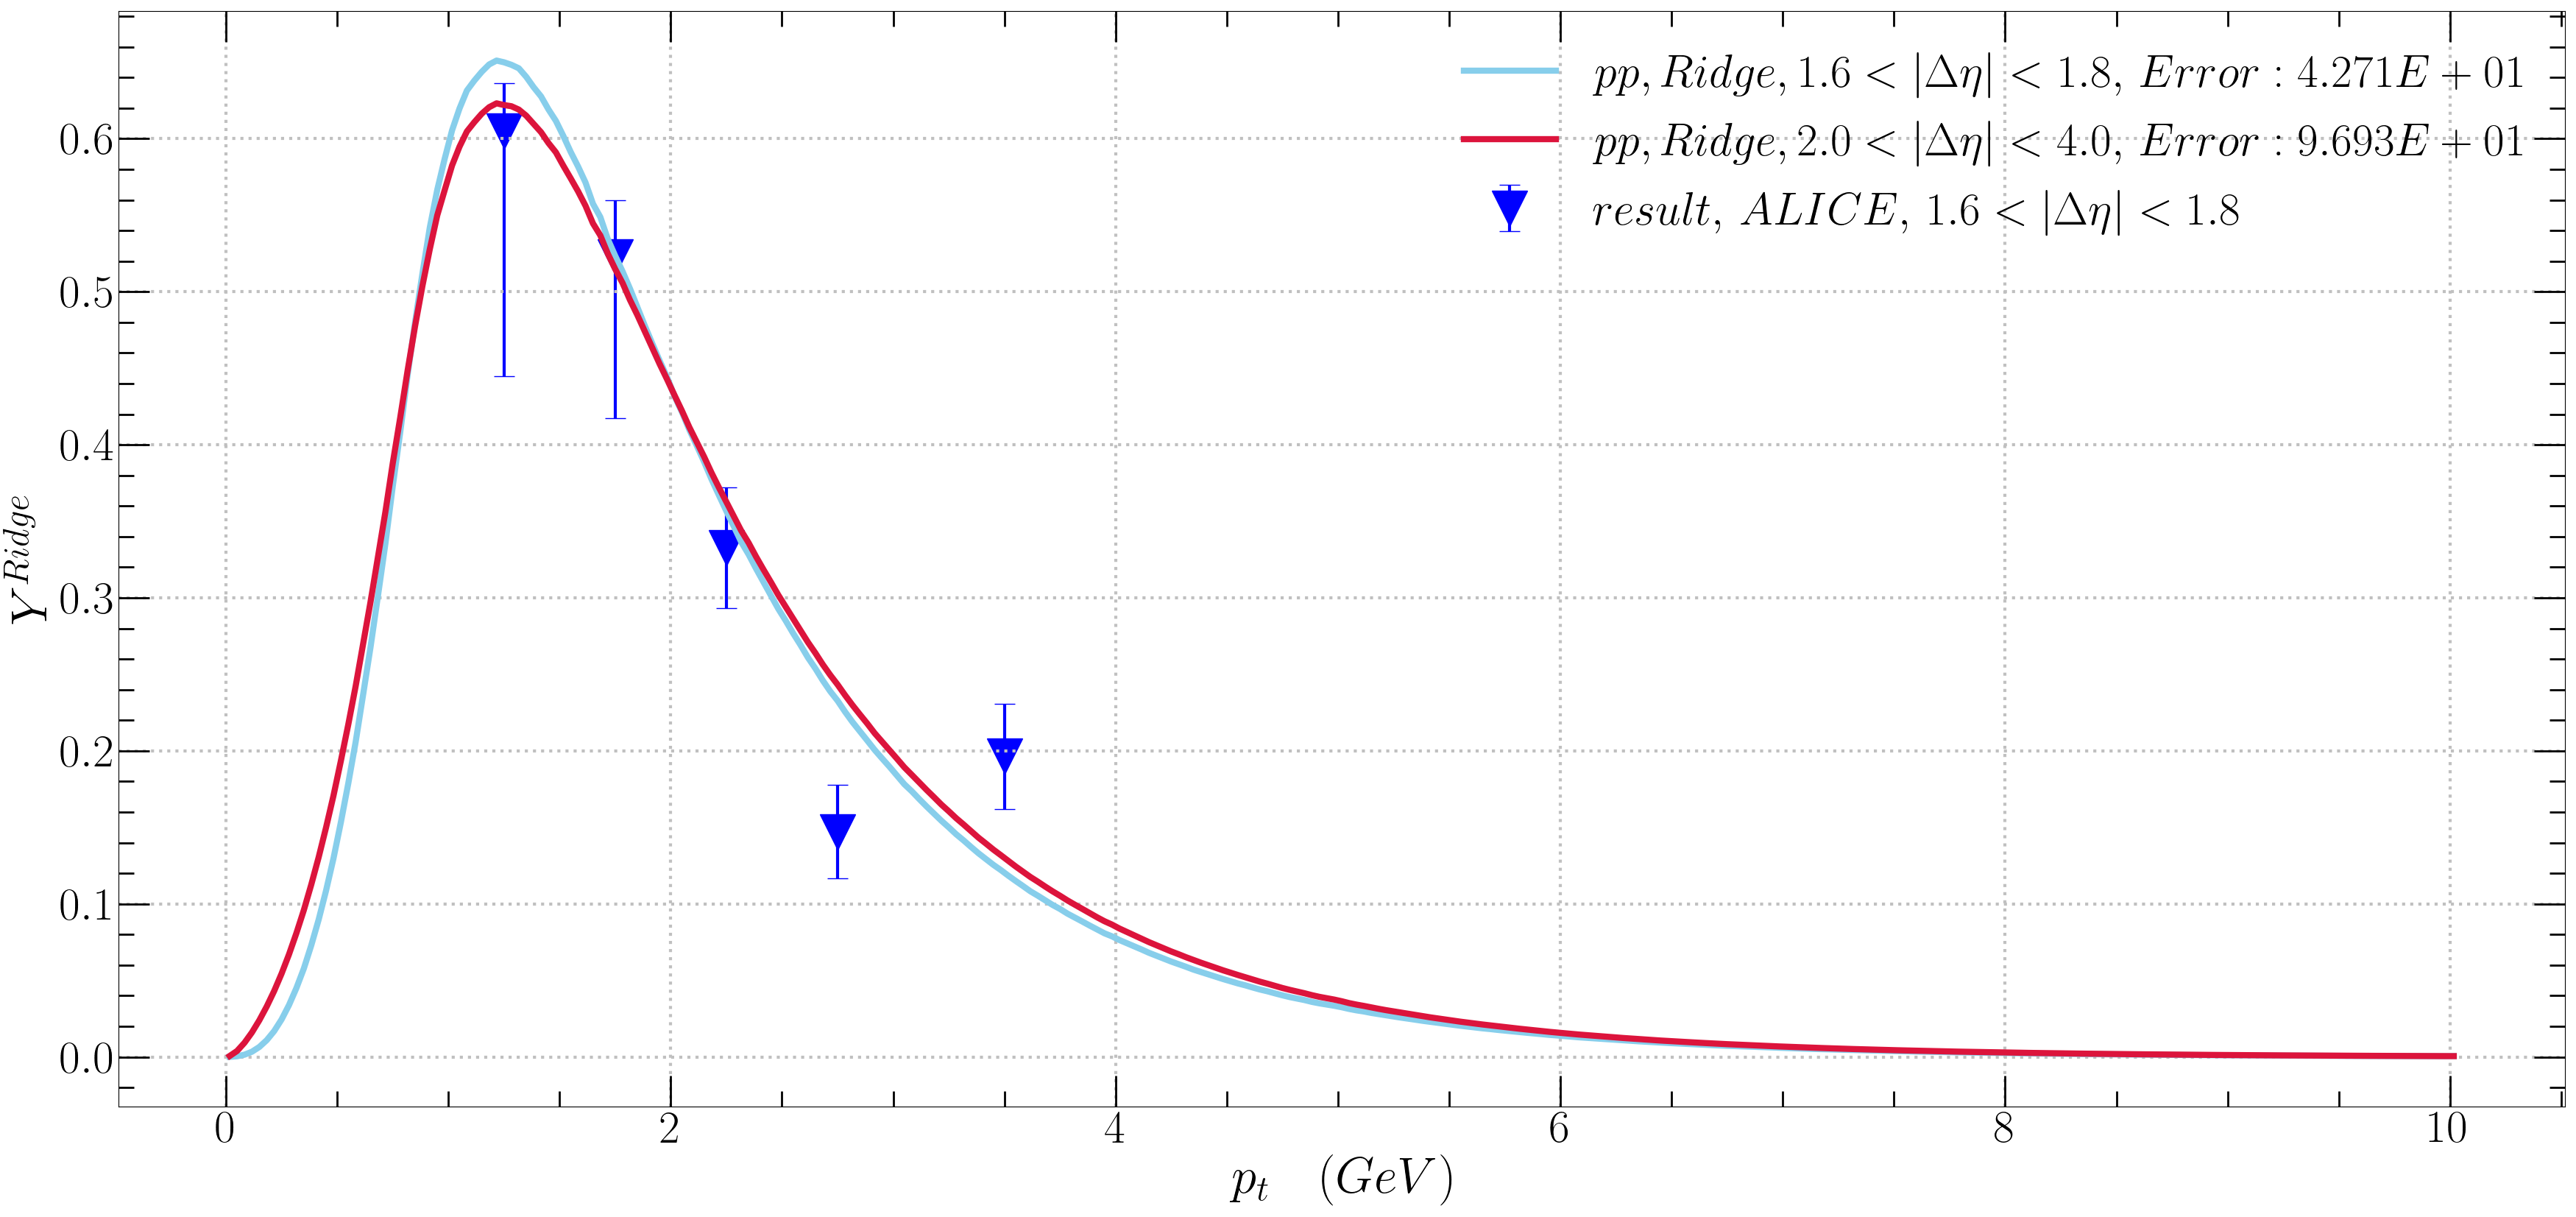 pp, Ridge, 1.6 < |Δη| < 1.8, Error : 4.271E + 01
pp, Ridge, 2.0 < |Δη| < 4.0, Error : 9.693E + 01
result, ALICE, 1.6 < |Δη| < 1.8
0.6
0.5
0.4
0.3
0.2
0.1
0.0
Y^{Ridge}
0 2 4 6 8 10
p_t (GeV)